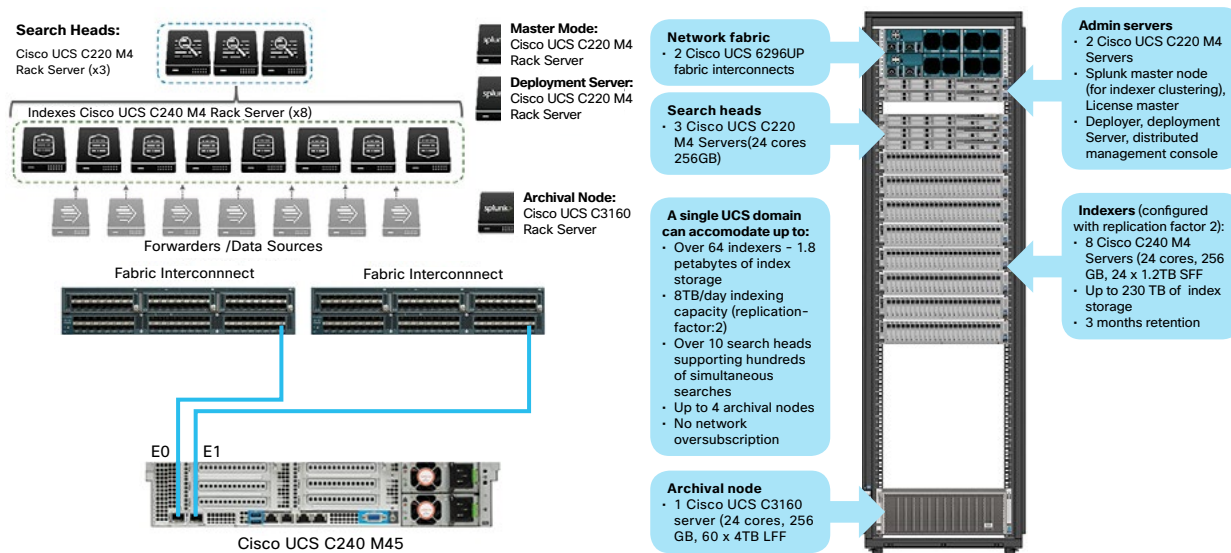 Search Heads:
Cisco UCS C220 M4
Rack Server (x3)
Master Mode:
Cisco UCS C220 M4
Rack Server
splunk
Deployment Server:
Cisco UCS C220 M4
Rack Server
Indexes Cisco UCS C240 M4 Rack Server (x8)
splunk>
Archival Node:
Cisco UCS C3160
Rack Server
Forwarders /Data Sources
Fabric Interconnnect
Fabric Interconnnect
E0
E1
Cisco UCS C240 M45
Network fabric
· 2 Cisco UCS 6296UP
fabric interconnects
Search heads
· 3 Cisco UCS C220
M4 Servers(24 cores
256GB)
A single UCS domain
can accomodate up to:
· Over 64 indexers - 1.8
petabytes of index
storage
· 8TB/day indexing
capacity (replication-
factor:2)
· Over 10 search heads
supporting hundreds
of simultaneous
searches
· Up to 4 archival nodes
· No network
oversubscription
Archival node
· 1 Cisco UCS C3160
server (24 cores, 256
GB, 60 x 4TB LFF
Admin servers
· 2 Cisco UCS C220 M4
Servers
· Splunk master node
(for indexer clustering),
License master
· Deployer, deployment
Server, distributed
management console
Indexers (configured
with replication factor 2):
· 8 Cisco C240 M4
Servers (24 cores, 256
GB, 24 x 1.2TB SFF
· Up to 230 TB of index
storage
· 3 months retention